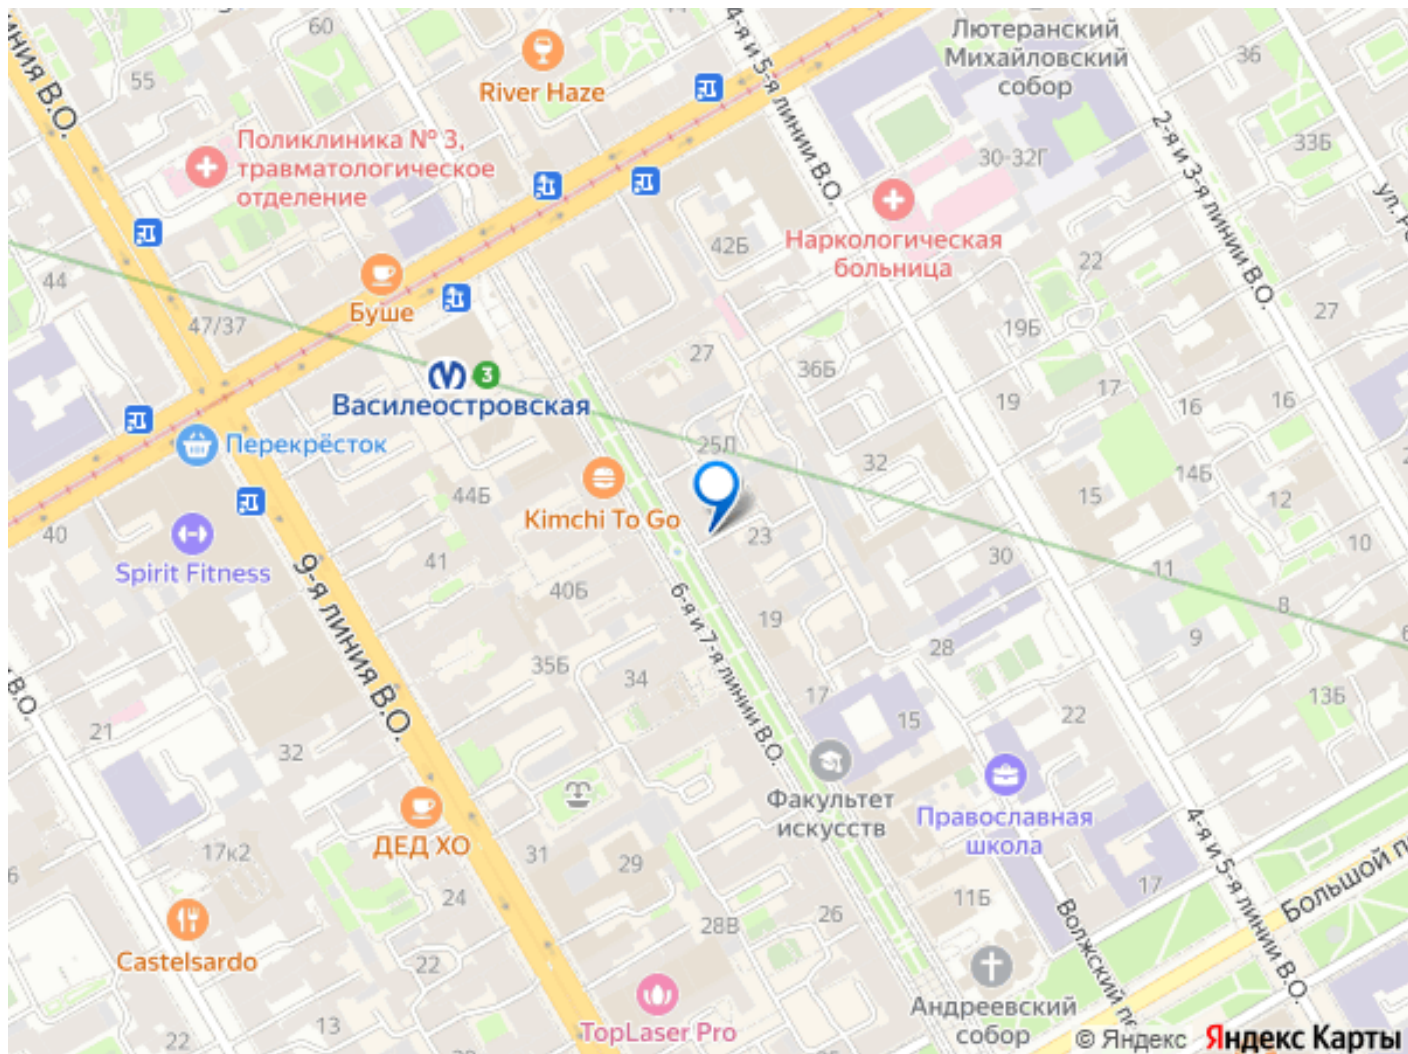 60
River Haze
4-я и 5-я линии В.О.
Лютеранский
Михайловский
собор
36
55
Поликлиника № 3,
травматологическое
отделение
30-32Г
2-я и 3-я линии В.О.
33Б
Наркологическая
больница
42Б
22
44
Буше
47/37
27
19Б
27
36Б
3
Василеостровская
17
19
16
16
Перекрёсток
25Л
32
14Б
44Б
15
12
Kimchi To Go
23
40
10
Spirit Fitness
41
30
11
9-я линия В.О.
40Б
6-я и 7-я линии В.О.
19
8
9
28
35Б
34
17
13Б
В.О.
21
15
22
32
Факультет
искусств
Православная
школа
4-я и 5-я линии В.О.
ДЕД ХО
17к2
31
29
17
24
11Б
26
28В
Волжский
Большой
Castelsardo
22
Андреевский
собор
TopLaser Pro
13
22
© Яндекс Яндекс Карты